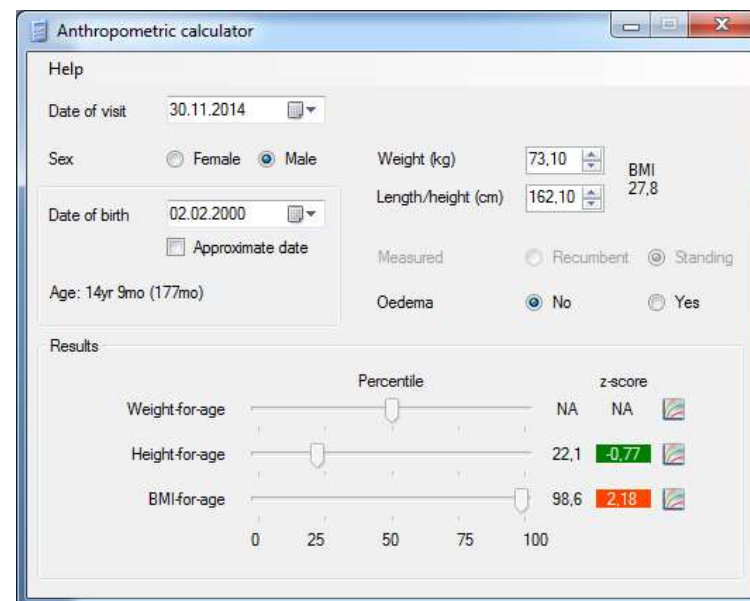 Anthropometric calculator
Help
Date of visit 30.11.2014
Sex Female Male
Weight (kg) 73,10
BMI
27,8
Length/height (cm) 162,10
Date of birth 02.02.2000
Approximate date
Measured Recumbent Standing
Age: 14yr 9mo (177mo)
Oedema No Yes
Results
Percentile z-score
Weight-for-age NA NA
Height-for-age 22,1 -0,77
BMI-for-age 98,6 2,18
0 25 50 75 100